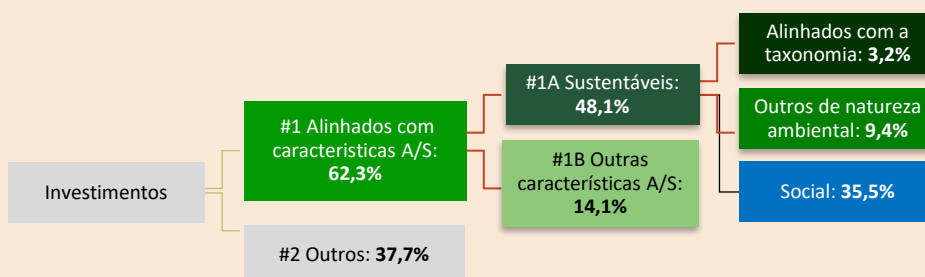 Investimentos
#1 Alinhados com
caracteristicas A/S:
62,3%
#2 Outros: 37,7%
#1A Sustentáveis:
48,1%
#1B Outras
características A/S:
14,1%
Alinhados com a
taxonomia: 3,2%
Outros de natureza
ambiental: 9,4%
Social: 35,5%